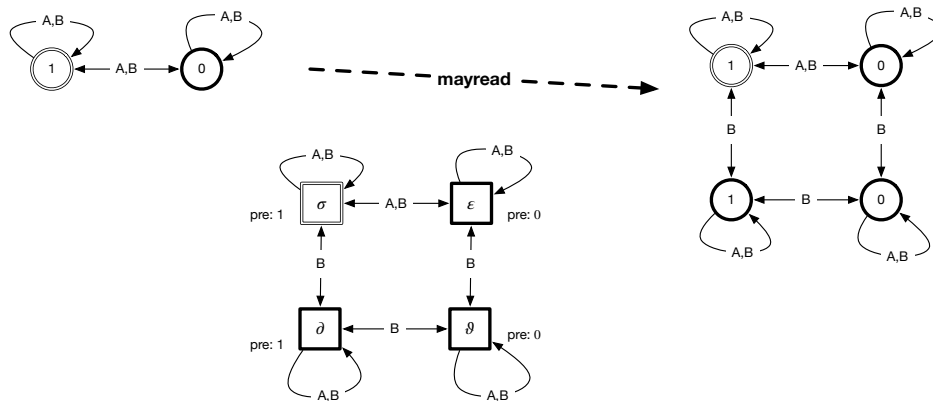 A,B A,B
1 A,B 0
mayread
A,B A,B
1 A,B 0
B B
1 B 0
A,B A,B
A,B A,B
pre: 1 σ A,B ε pre: 0
B B
pre: 1 ∂ B ϑ pre: 0
A,B A,B